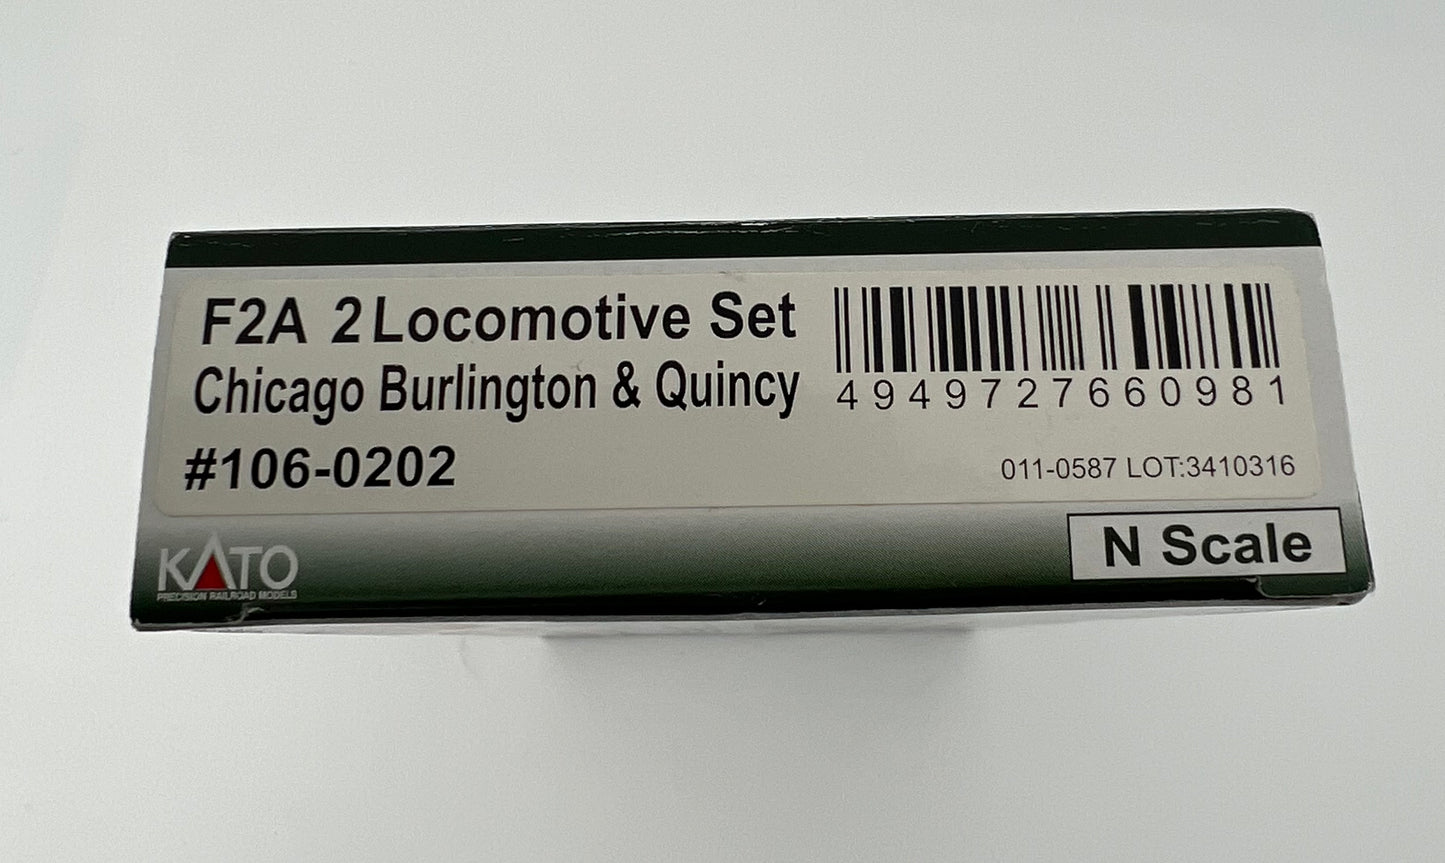 F2A 2 Locomotive Set
Chicago Burlington & Quincy
#106-0202
4949727660981
011-0587 LOT:3410316
KATO
PRECISION RAILROAD MODELS
N Scale